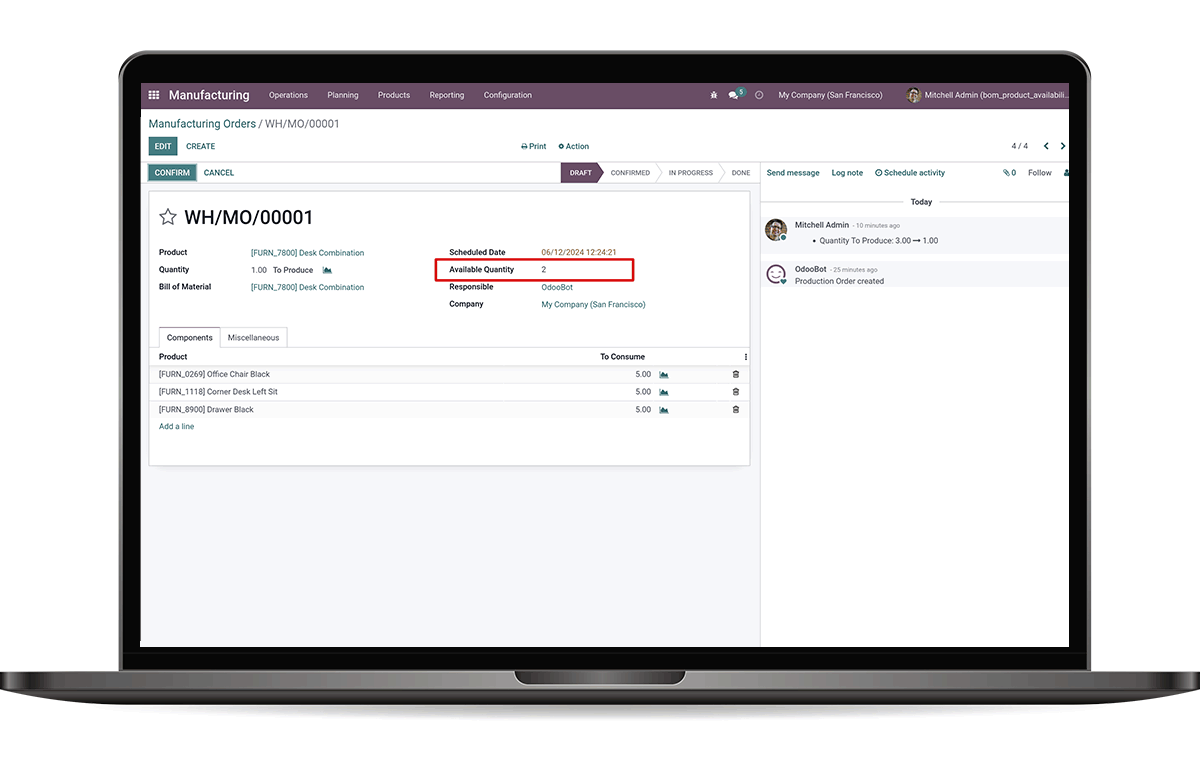 Manufacturing Operations Planning Products Reporting Configuration 5 My Company (San Francisco) Mitchell Admin (bom_product_availabili...
Manufacturing Orders / WH/MO/00001
EDIT CREATE Print Action 4 / 4
CONFIRM CANCEL DRAFT CONFIRMED IN PROGRESS DONE Send message Log note Schedule activity 0 Follow
Today
WH/MO/00001
Mitchell Admin - 10 minutes ago
• Quantity To Produce: 3.00 → 1.00
Product [FURN_7800] Desk Combination Scheduled Date 06/12/2024 12:24:21
Quantity 1.00 To Produce Available Quantity 2
OdooBot - 25 minutes ago
Production Order created
Bill of Material [FURN_7800] Desk Combination Responsible OdooBot
Company My Company (San Francisco)
Components Miscellaneous
Product To Consume
[FURN_0269] Office Chair Black 5.00
[FURN_1118] Corner Desk Left Sit 5.00
[FURN_8900] Drawer Black 5.00
Add a line